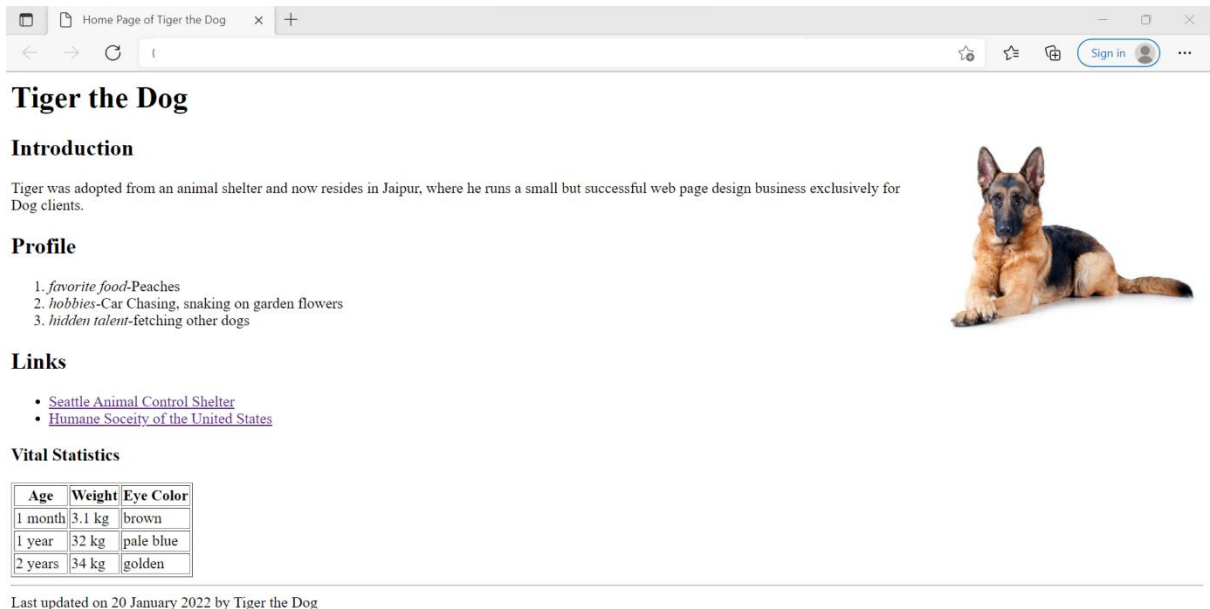 Home Page of Tiger the Dog
(
Sign in
Tiger the Dog
Introduction
Tiger was adopted from an animal shelter and now resides in Jaipur, where he runs a small but successful web page design business exclusively for
Dog clients.
Profile
1. favorite food-Peaches
2. hobbies-Car Chasing, snaking on garden flowers
3. hidden talent-fetching other dogs
Links
• Seattle Animal Control Shelter
• Humane Soceity of the United States
Vital Statistics
Age Weight Eye Color
1 month 3.1 kg brown
1 year 32 kg pale blue
2 years 34 kg golden
Last updated on 20 January 2022 by Tiger the Dog